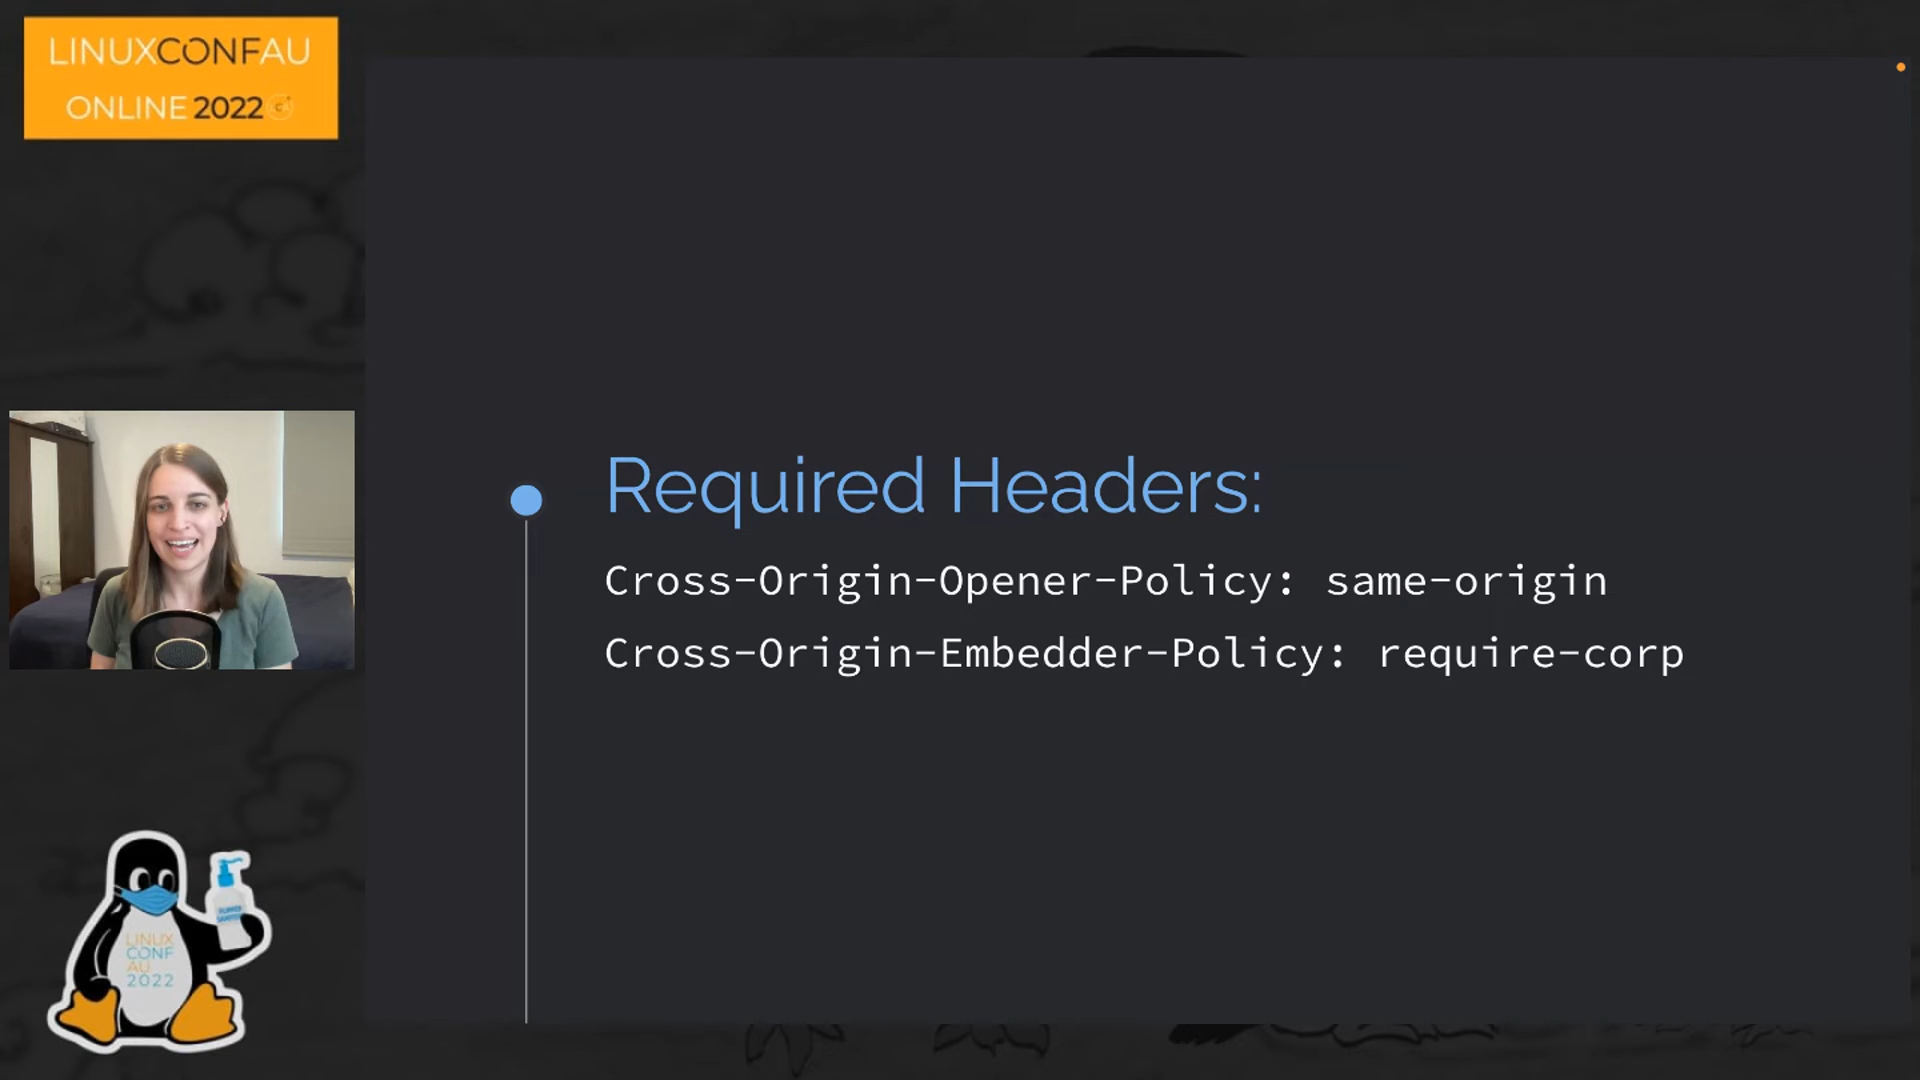 LINUXCONFAU
ONLINE 2022
Required Headers:
Cross-Origin-Opener-Policy: same-origin
Cross-Origin-Embedder-Policy: require-corp
LINUX
CONF
AU
2022